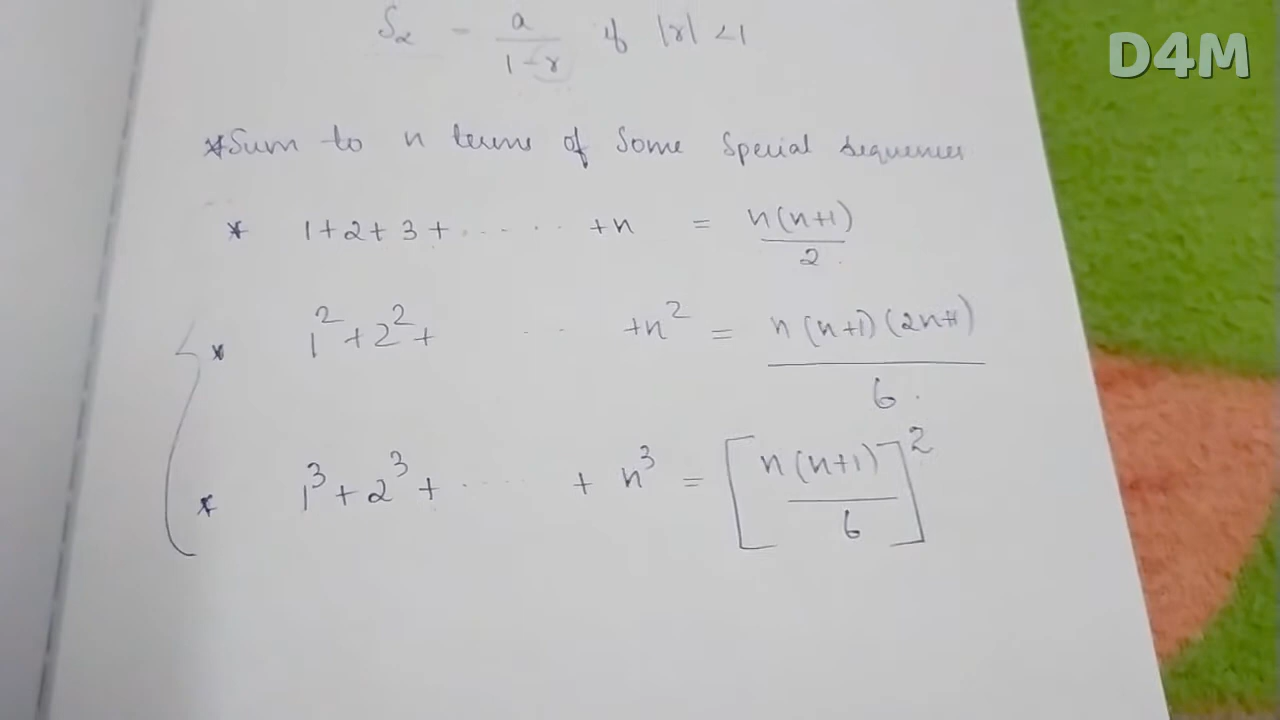 S∞ = a/(1-r) if |r| <1
D4M
*Sum to n terms of Some Special Sequences
* 1+2+3+ ..... +n = n(n+1)/2
* 1²+2²+ .. +n² = n(n+1)(2n+1)/6
* 1³+2³+ ..... + n³ = [n(n+1)/6]²